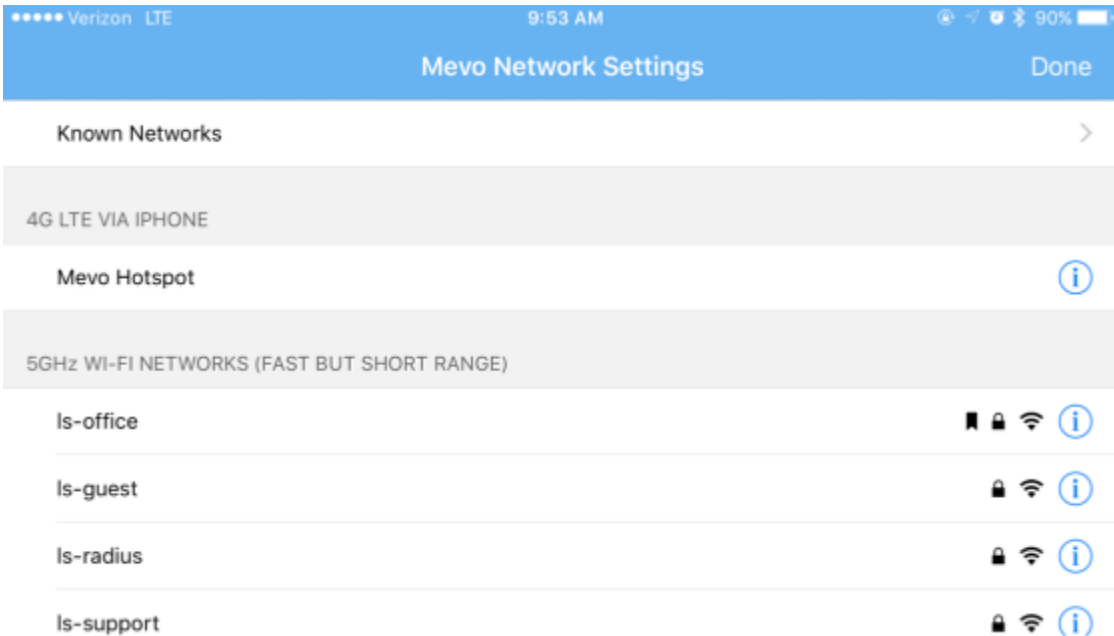 Verizon LTE 9:53 AM 90%
Mevo Network Settings Done
Known Networks
4G LTE VIA IPHONE
Mevo Hotspot
5GHz WI-FI NETWORKS (FAST BUT SHORT RANGE)
ls-office
ls-guest
ls-radius
ls-support